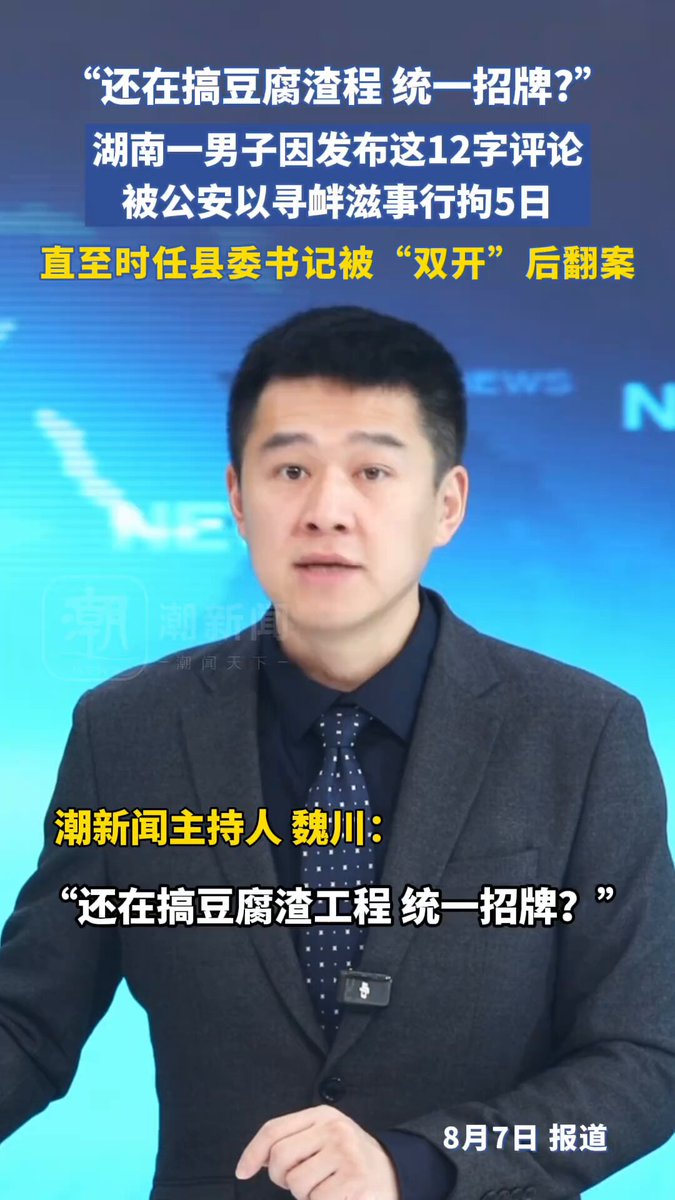 “还在搞豆腐渣程 统一招牌?”
湖南一男子因发布这12字评论
被公安以寻衅滋事行拘5日
直至时任县委书记被“双开”后翻案
NEWS
N
NEW
潮 潮新闻
潮闻天下
潮新闻主持人 魏川：
“还在搞豆腐渣工程 统一招牌？”
8月7日 报道